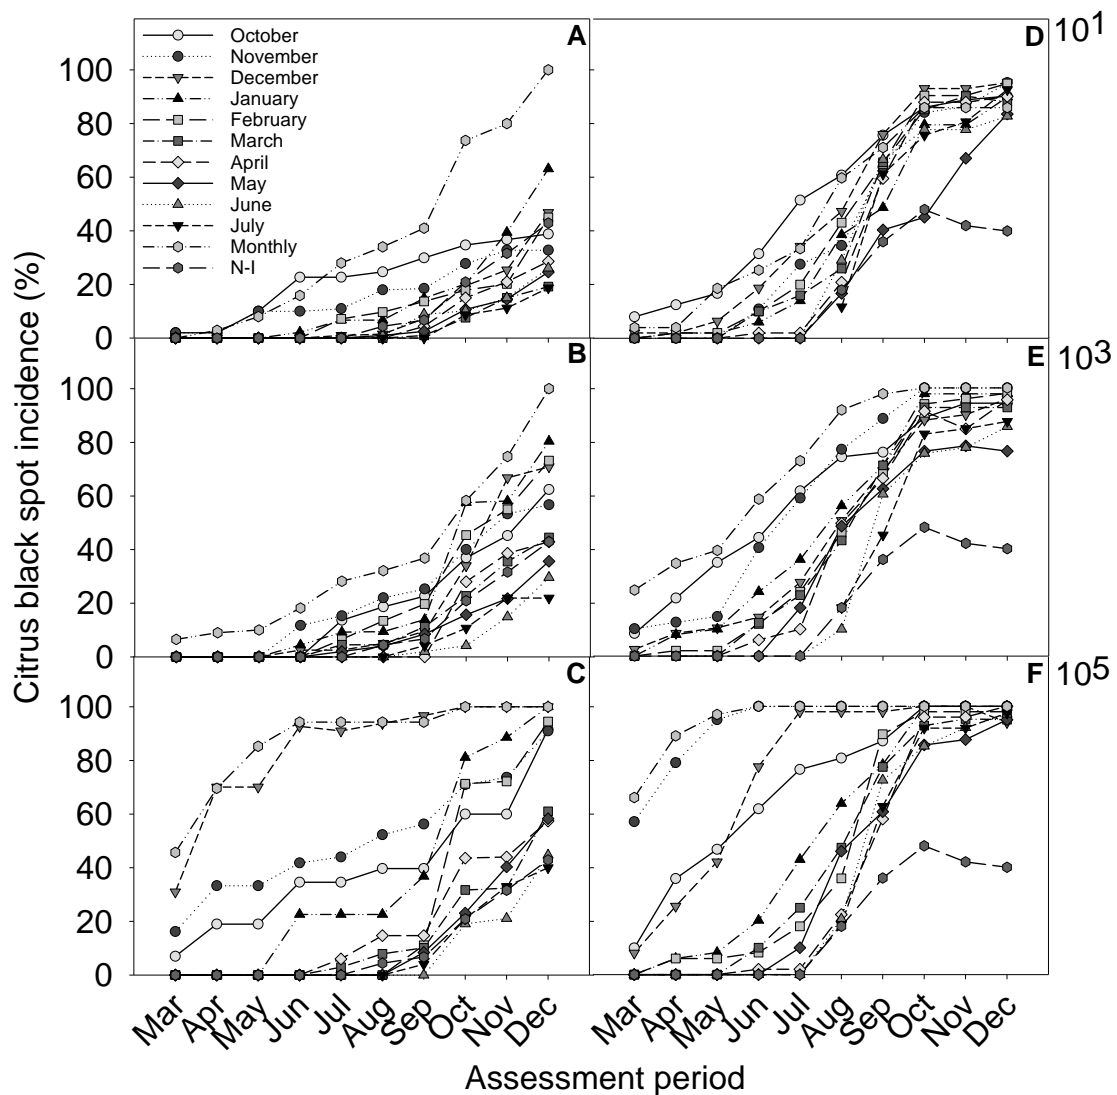 A
D
10¹
October
November
December
January
February
March
April
May
June
July
Monthly
N-I
100
80
60
40
20
0
B
E
10³
100
80
60
40
20
0
C
F
10⁵
100
80
60
40
20
0
Citrus black spot incidence (%)
Mar Apr May Jun Jul Aug Sep Oct Nov Dec
Mar Apr May Jun Jul Aug Sep Oct Nov Dec
Assessment period